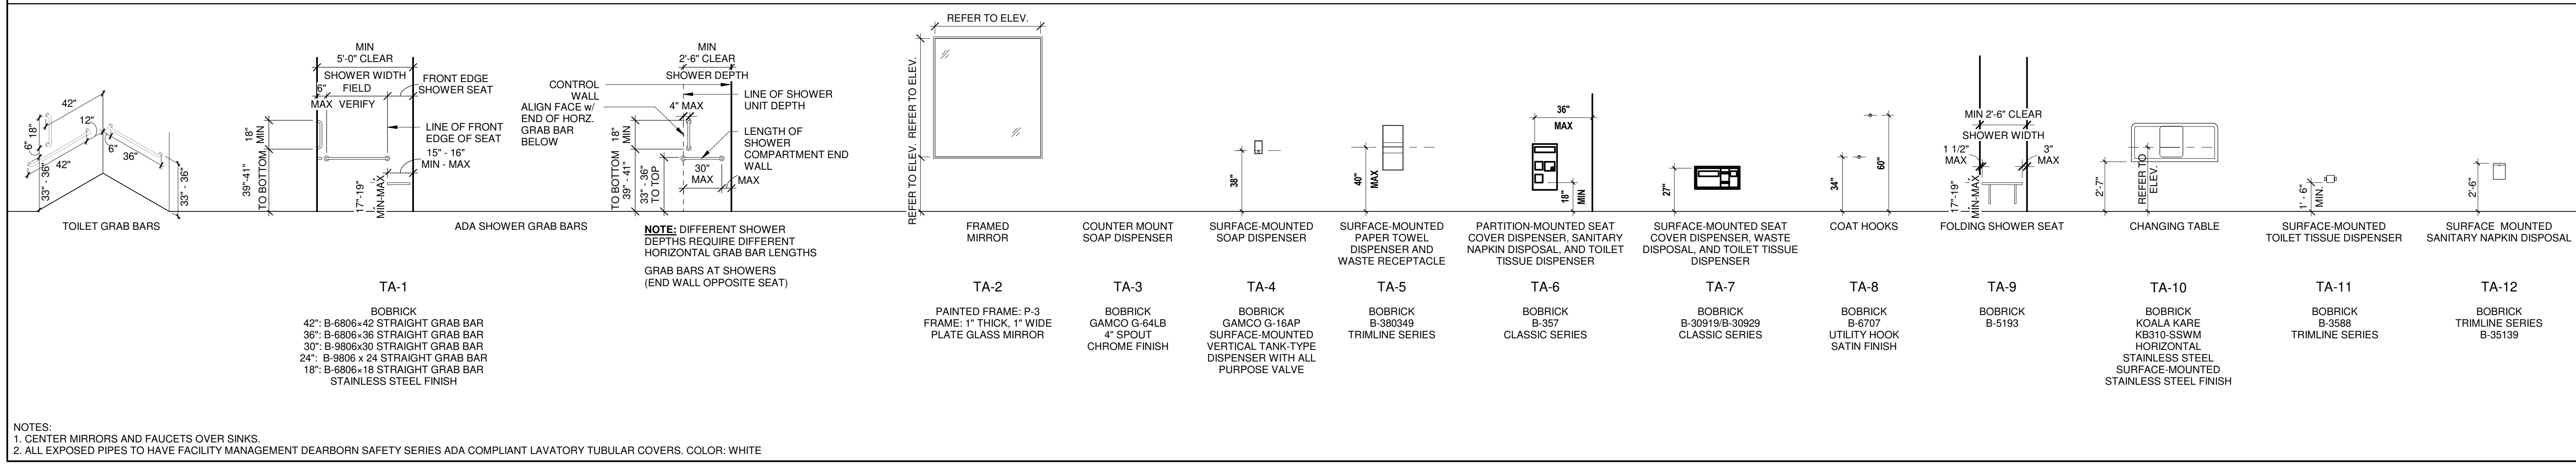 42"
12"
18"
6"
42"
6"
36"
33" - 36"
33" - 36"
TOILET GRAB BARS
MIN
5'-0" CLEAR
SHOWER WIDTH
6"
MAX
FIELD
VERIFY
FRONT EDGE
SHOWER SEAT
LINE OF FRONT
EDGE OF SEAT
15" - 16"
MIN - MAX
18"
MIN
39"-41"
TO BOTTOM
17"-19"
MIN-MAX
ADA SHOWER GRAB BARS
MIN
2'-6" CLEAR
SHOWER DEPTH
CONTROL
WALL
ALIGN FACE w/
END OF HORZ.
GRAB BAR
BELOW
4" MAX
LINE OF SHOWER
UNIT DEPTH
LENGTH OF
SHOWER
COMPARTMENT END
WALL
30"
MAX
MAX
18"
MIN
TO BOTTOM
39" - 41"
33" - 36"
TO TOP
NOTE: DIFFERENT SHOWER
DEPTHS REQUIRE DIFFERENT
HORIZONTAL GRAB BAR LENGTHS
GRAB BARS AT SHOWERS
(END WALL OPPOSITE SEAT)
TA-1
BOBRICK
42": B-6806×42 STRAIGHT GRAB BAR
36": B-6806×36 STRAIGHT GRAB BAR
30": B-9806x30 STRAIGHT GRAB BAR
24": B-9806 x 24 STRAIGHT GRAB BAR
18": B-6806×18 STRAIGHT GRAB BAR
STAINLESS STEEL FINISH
REFER TO ELEV.
REFER TO ELEV.
REFER TO ELEV.
REFER TO ELEV.
FRAMED
MIRROR
TA-2
PAINTED FRAME: P-3
FRAME: 1" THICK, 1" WIDE
PLATE GLASS MIRROR
COUNTER MOUNT
SOAP DISPENSER
TA-3
BOBRICK
GAMCO G-64LB
4" SPOUT
CHROME FINISH
38"
SURFACE-MOUNTED
SOAP DISPENSER
TA-4
BOBRICK
GAMCO G-16AP
SURFACE-MOUNTED
VERTICAL TANK-TYPE
DISPENSER WITH ALL
PURPOSE VALVE
40"
MAX
SURFACE-MOUNTED
PAPER TOWEL
DISPENSER AND
WASTE RECEPTACLE
TA-5
BOBRICK
B-380349
TRIMLINE SERIES
36"
MAX
18"
MIN
PARTITION-MOUNTED SEAT
COVER DISPENSER, SANITARY
NAPKIN DISPOSAL, AND TOILET
TISSUE DISPENSER
TA-6
BOBRICK
B-357
CLASSIC SERIES
27"
SURFACE-MOUNTED SEAT
COVER DISPENSER, WASTE
DISPOSAL, AND TOILET TISSUE
DISPENSER
TA-7
BOBRICK
B-30919/B-30929
CLASSIC SERIES
34"
60"
COAT HOOKS
TA-8
BOBRICK
B-6707
UTILITY HOOK
SATIN FINISH
MIN 2'-6" CLEAR
SHOWER WIDTH
1 1/2"
MAX
3"
MAX
17"-19"
MIN-MAX
FOLDING SHOWER SEAT
TA-9
BOBRICK
B-5193
2'-7"
REFER TO
ELEV.
CHANGING TABLE
TA-10
BOBRICK
KOALA KARE
KB310-SSWM
HORIZONTAL
STAINLESS STEEL
SURFACE-MOUNTED
STAINLESS STEEL FINISH
1' - 6"
MIN.
SURFACE-MOUNTED
TOILET TISSUE DISPENSER
TA-11
BOBRICK
B-3588
TRIMLINE SERIES
2'-6"
SURFACE MOUNTED
SANITARY NAPKIN DISPOSAL
TA-12
BOBRICK
TRIMLINE SERIES
B-35139
NOTES:
1. CENTER MIRRORS AND FAUCETS OVER SINKS.
2. ALL EXPOSED PIPES TO HAVE FACILITY MANAGEMENT DEARBORN SAFETY SERIES ADA COMPLIANT LAVATORY TUBULAR COVERS. COLOR: WHITE